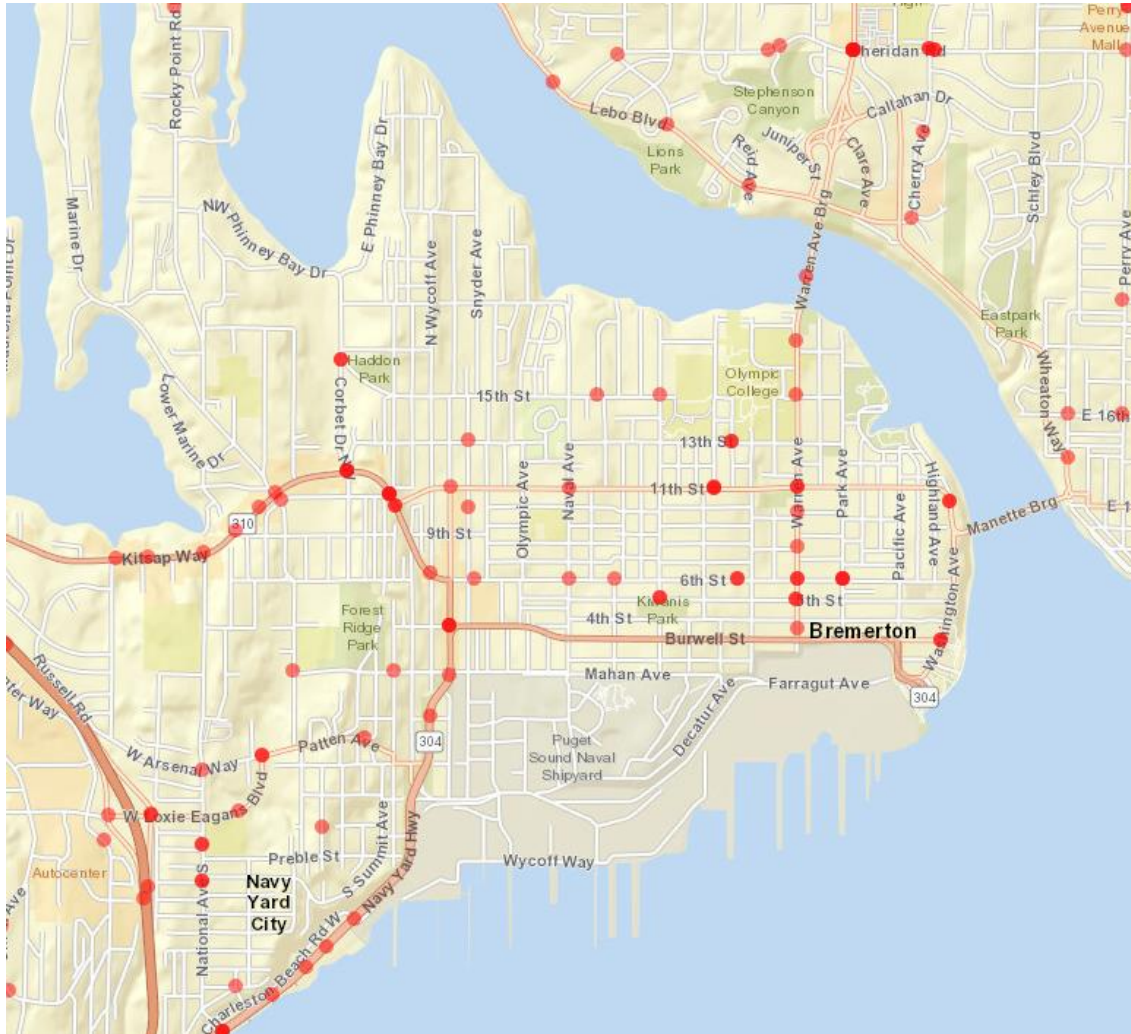 Rocky Point Rd
Perry
Avenue
Mall
Sheridan Rd
Stephenson
Canyon
Callahan Dr
Lebo Blvd
Juniper St
Clare Ave
Reid Ave
Lions
Park
Cherry Ave
Schley Blvd
Marine Dr
E Phinney Bay Dr
NW Phinney Bay Dr
N Wycoff Ave
Snyder Ave
Warren Ave Brg
Perry Ave
Eastpark
Park
Haddon
Park
Corbet Dr NW
Lower Marine Dr
Olympic
College
Wheaton Way
15th St
E 16th
13th St
Olympic Ave
Naval Ave
11th St
Warren Ave
Park Ave
Pacific Ave
Highland Ave
Manette Brg
E 1
310
9th St
Kitsap Way
6th St
Kiwanis
Park
5th St
4th St
Forest
Ridge
Park
Burwell St
Bremerton
Washington Ave
Russell Rd
Mahan Ave
Farragut Ave
304
Decatur Ave
Puget
Sound Naval
Shipyard
W Arsenal Way
Patten Ave
304
W Loxie Eagans Blvd
S Summit Ave
Navy Yard Hwy
Preble St
Wycoff Way
Autocenter
Navy
Yard
City
National Ave S
Charleston Beach Rd W